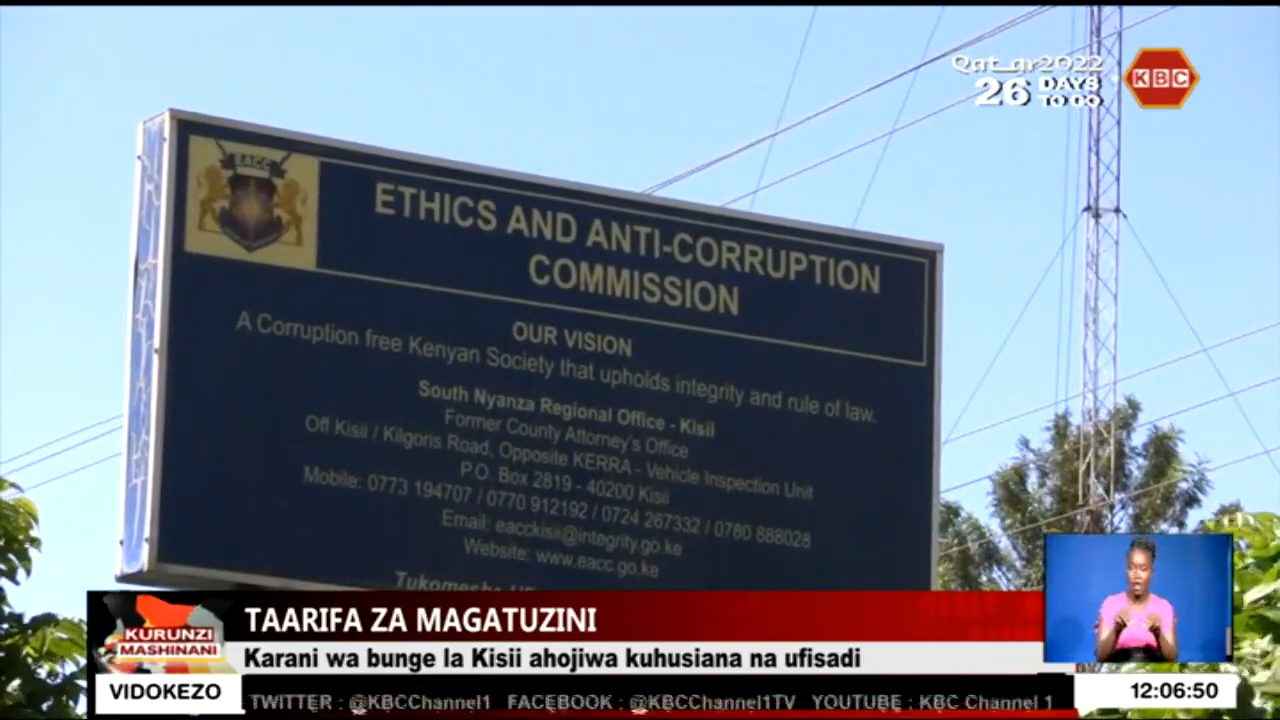 Qatar2022
26 DAYS TO GO
KBC
EACC
ETHICS AND ANTI-CORRUPTION
COMMISSION
OUR VISION
A Corruption free Kenyan Society that upholds integrity and rule of law.
South Nyanza Regional Office - Kisii
Former County Attorney's Office
Off Kisii / Kilgoris Road, Opposite KERRA - Vehicle Inspection Unit
P.O. Box 2819 - 40200 Kisii
Mobile: 0773 194707 / 0770 912192 / 0724 267332 / 0780 888028
Email: eacckisii@integrity.go.ke
Website: www.eacc.go.ke
KURUNZI
MASHINANI
TAARIFA ZA MAGATUZINI
Karani wa bunge la Kisii ahojiwa kuhusiana na ufisadi
VIDOKEZO
TWITTER : @KBCChannel1 FACEBOOK : @KBCChannel1TV YOUTUBE : KBC Channel 1
12:06:50